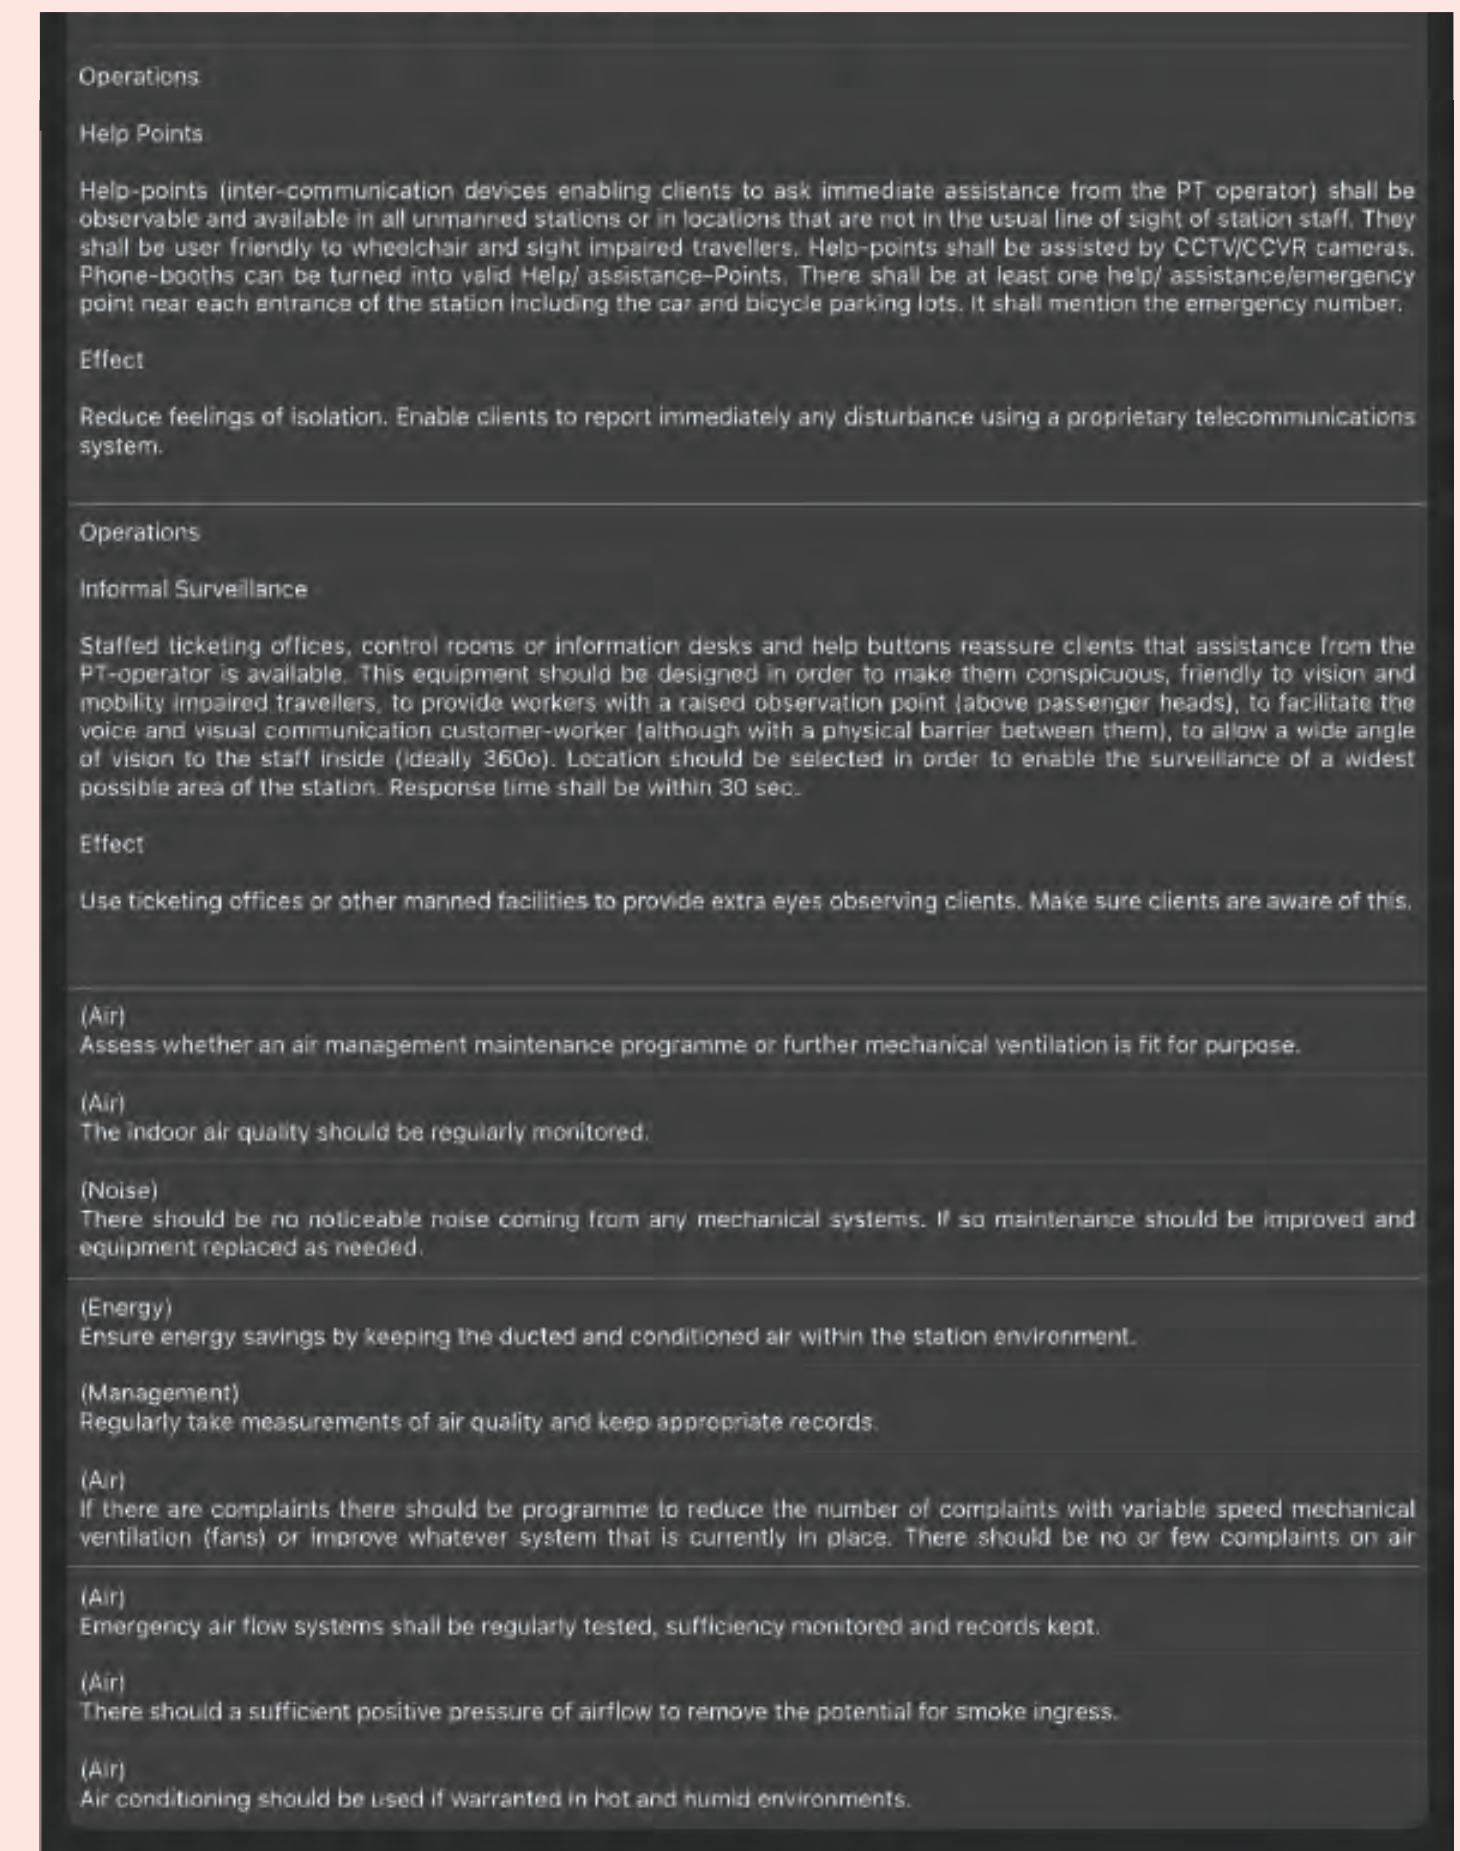 Operations
Help Points
Help-points (inter-communication devices enabling clients to ask immediate assistance from the PT operator) shall be
observable and available in all unmanned stations or in locations that are not in the usual line of sight of station staff. They
shall be user friendly to wheelchair and sight impaired travellers. Help-points shall be assisted by CCTV/CCVR cameras.
Phone-booths can be turned into valid Help/ assistance-Points. There shall be at least one help/ assistance/emergency
point near each entrance of the station including the car and bicycle parking lots. It shall mention the emergency number.
Effect
Reduce feelings of isolation. Enable clients to report immediately any disturbance using a proprietary telecommunications
system.
Operations
Informal Surveillance
Staffed ticketing offices, control rooms or information desks and help buttons reassure clients that assistance from the
PT-operator is available. This equipment should be designed in order to make them conspicuous, friendly to vision and
mobility impaired travellers, to provide workers with a raised observation point (above passenger heads), to facilitate the
voice and visual communication customer-worker (although with a physical barrier between them), to allow a wide angle
of vision to the staff inside (ideally 360o). Location should be selected in order to enable the surveillance of a widest
possible area of the station. Response time shall be within 30 sec.
Effect
Use ticketing offices or other manned facilities to provide extra eyes observing clients. Make sure clients are aware of this.
(Air)
Assess whether an air management maintenance programme or further mechanical ventilation is fit for purpose.
(Air)
The indoor air quality should be regularly monitored.
(Noise)
There should be no noticeable noise coming from any mechanical systems. If so maintenance should be improved and
equipment replaced as needed.
(Energy)
Ensure energy savings by keeping the ducted and conditioned air within the station environment.
(Management)
Regularly take measurements of air quality and keep appropriate records.
(Air)
If there are complaints there should be programme to reduce the number of complaints with variable speed mechanical
ventilation (fans) or improve whatever system that is currently in place. There should be no or few complaints on air
(Air)
Emergency air flow systems shall be regularly tested, sufficiency monitored and records kept.
(Air)
There should a sufficient positive pressure of airflow to remove the potential for smoke ingress.
(Air)
Air conditioning should be used if warranted in hot and humid environments.